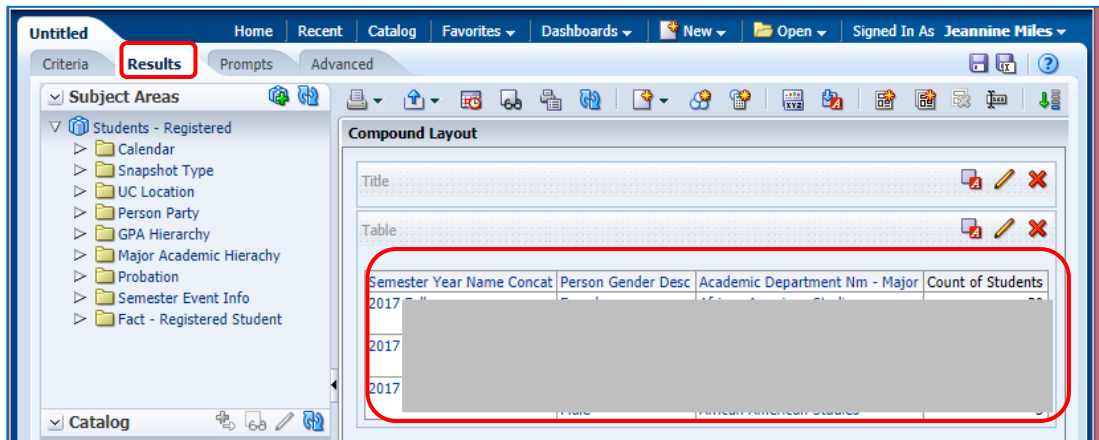 Untitled Home Recent Catalog Favorites Dashboards New Open Signed In As Jeannine Miles
Criteria Results Prompts Advanced
Subject Areas
Students - Registered
Calendar
Snapshot Type
UC Location
Person Party
GPA Hierarchy
Major Academic Hierachy
Probation
Semester Event Info
Fact - Registered Student
Catalog
Compound Layout
Title
Table
Semester Year Name Concat Person Gender Desc Academic Department Nm - Major Count of Students
2017
2017
2017